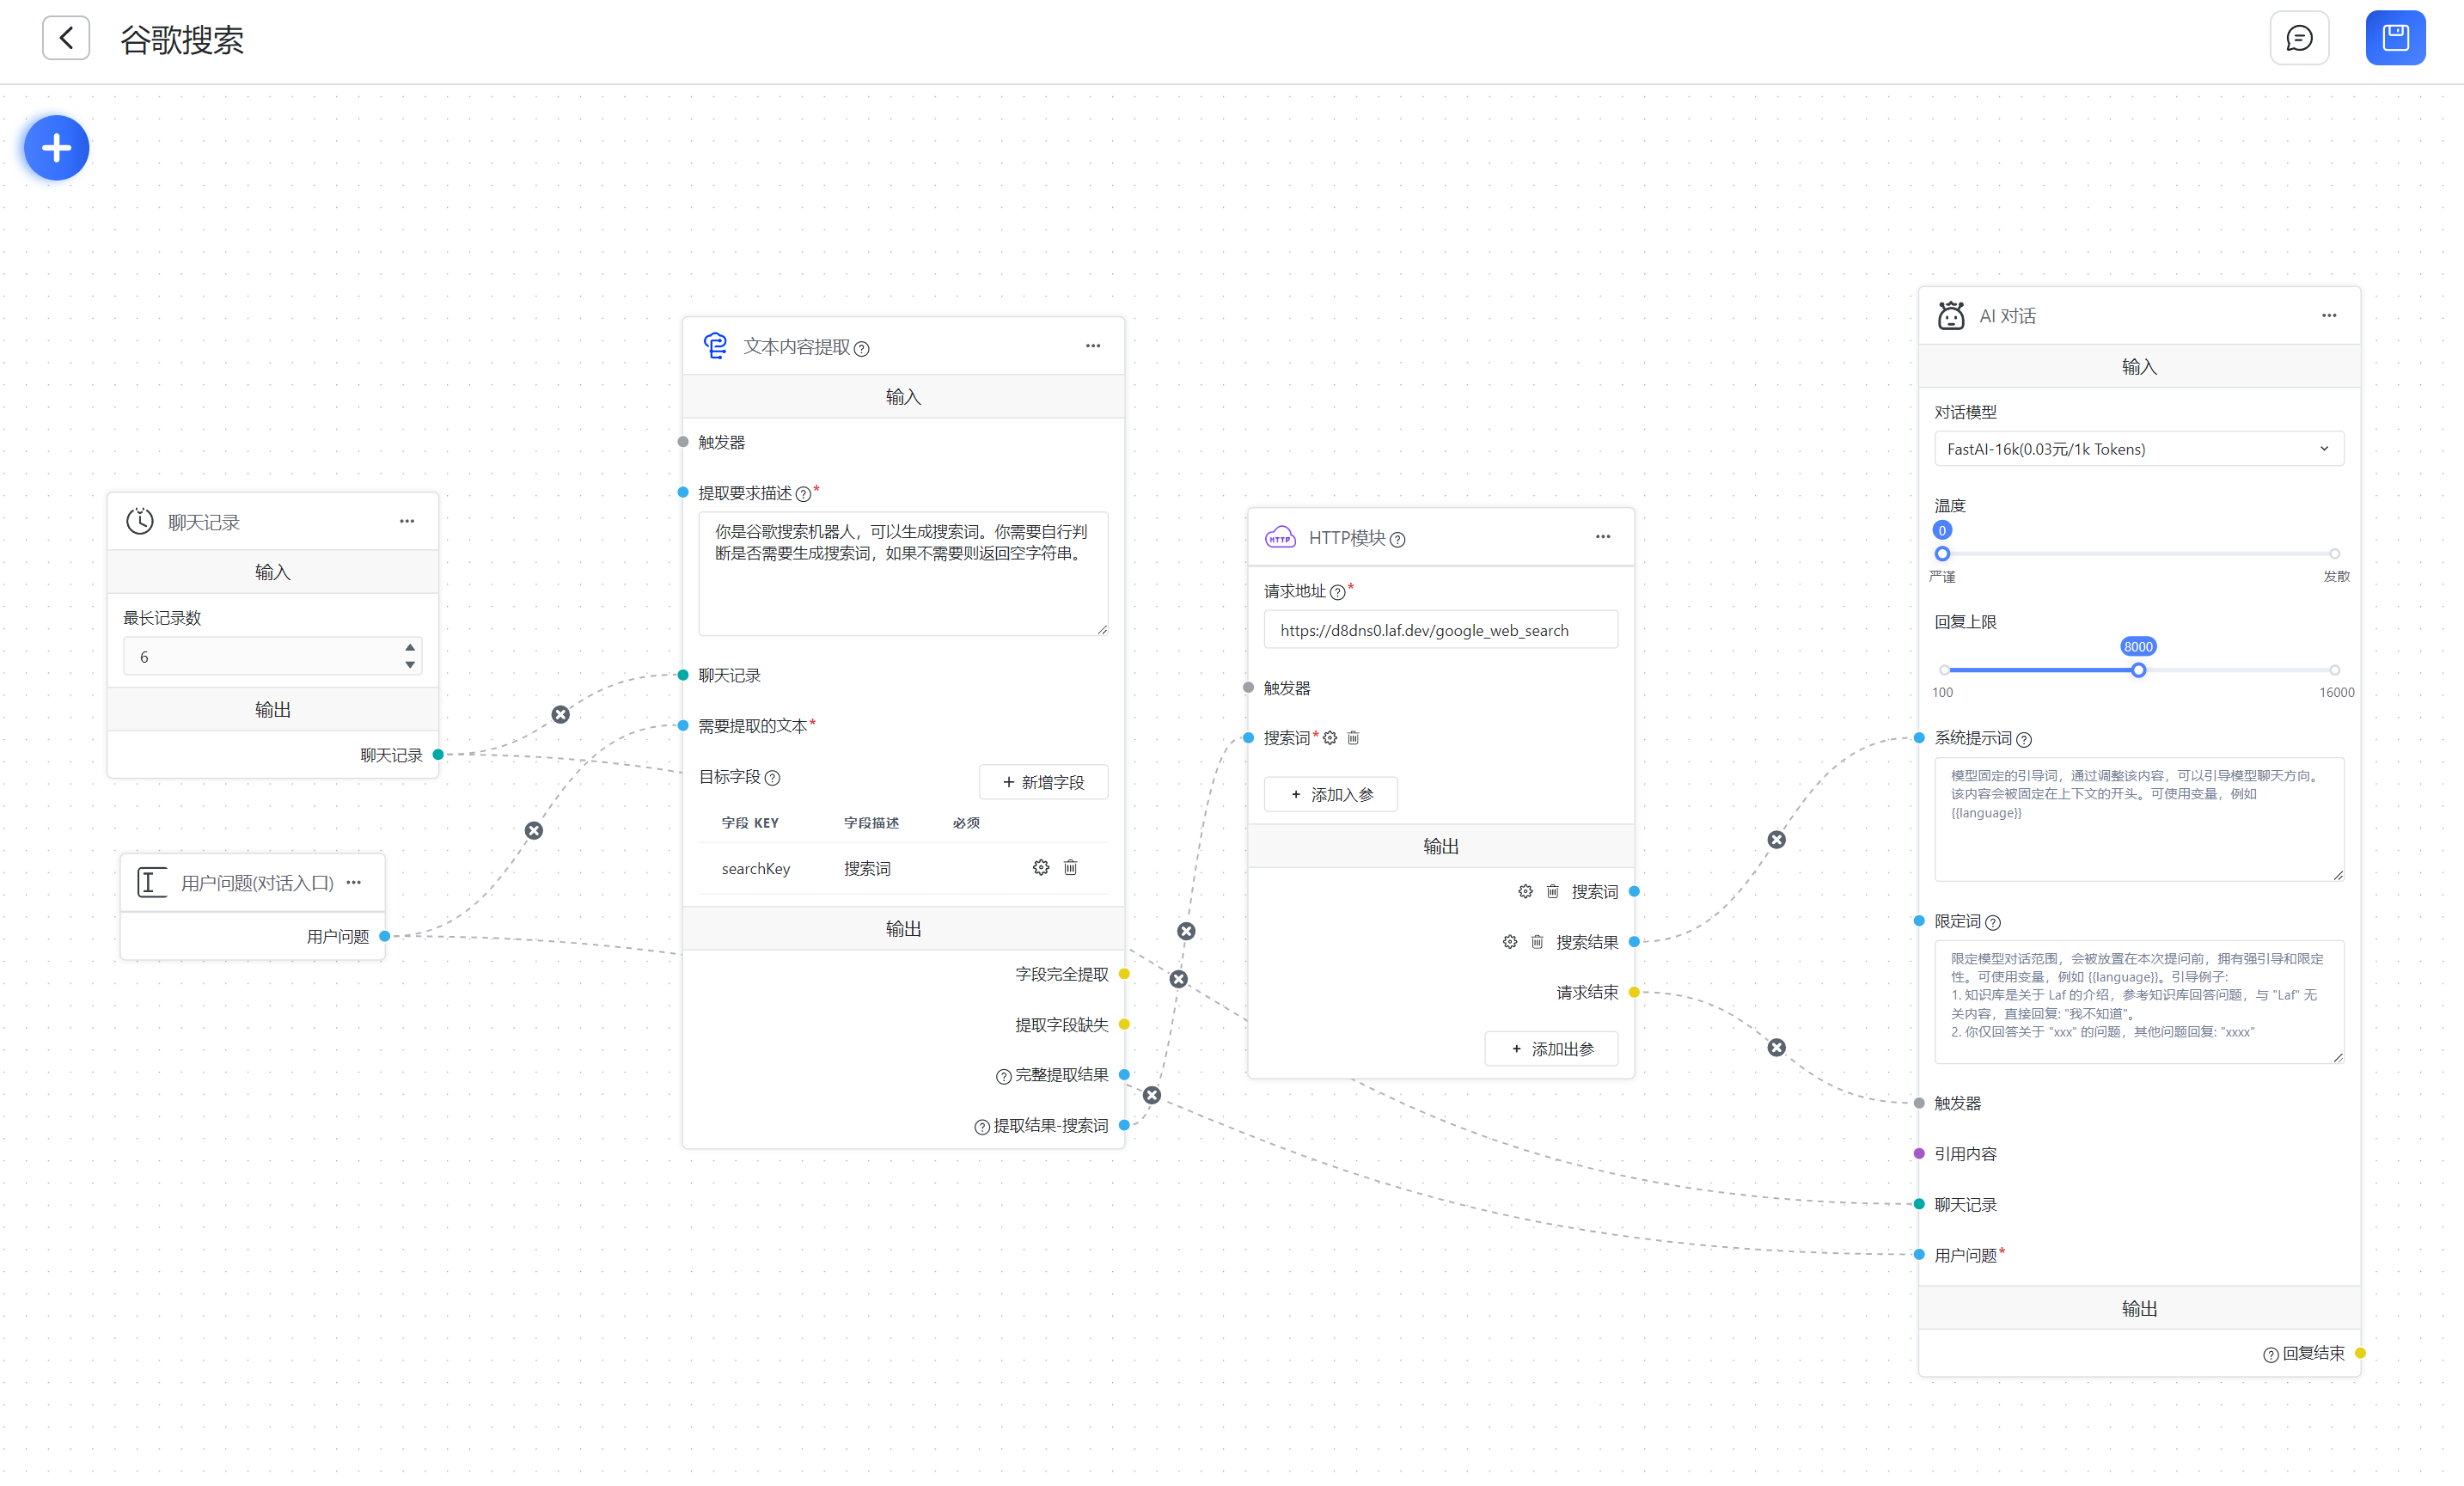 谷歌搜索
聊天记录
输入
最长记录数
6
输出
聊天记录
用户问题(对话入口)
用户问题
文本内容提取
输入
触发器
提取要求描述*
你是谷歌搜索机器人，可以生成搜索词。你需要自行判
断是否需要生成搜索词，如果不需要则返回空字符串。
聊天记录
需要提取的文本*
目标字段
+ 新增字段
字段 KEY 字段描述 必须
searchKey 搜索词
输出
字段完全提取
提取字段缺失
完整提取结果
提取结果-搜索词
HTTP
HTTP模块
请求地址*
https://d8dns0.laf.dev/google_web_search
触发器
搜索词*
+ 添加入参
输出
搜索词
搜索结果
请求结束
+ 添加出参
AI 对话
输入
对话模型
FastAI-16k(0.03元/1k Tokens)
温度
0
严谨 发散
回复上限
8000
100 16000
系统提示词
模型固定的引导词，通过调整该内容，可以引导模型聊天方向。
该内容会被固定在上下文的开头。可使用变量，例如
{{language}}
限定词
限定模型对话范围，会被放置在本次提问前，拥有强引导和限定
性。可使用变量，例如 {{language}}。引导例子:
1. 知识库是关于 Laf 的介绍，参考知识库回答问题，与 "Laf" 无
关内容，直接回复: "我不知道"。
2. 你仅回答关于 "xxx" 的问题，其他问题回复: "xxxx"
触发器
引用内容
聊天记录
用户问题*
输出
回复结束